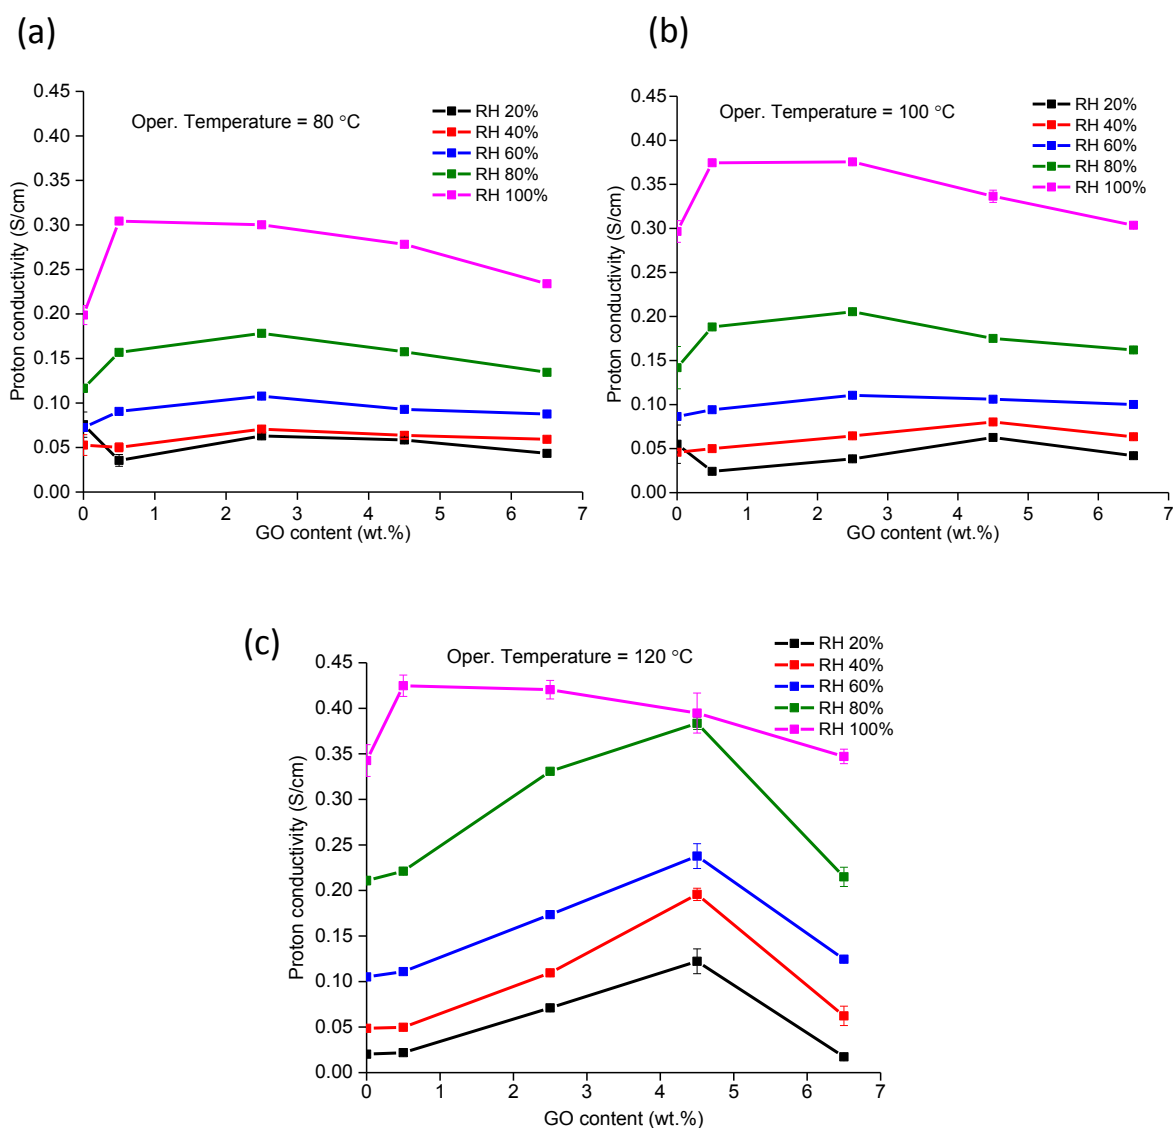 (a)
(b)
0.45
0.40
0.35
0.30
0.25
0.20
0.15
0.10
0.05
0.00
Proton conductivity (S/cm)
Oper. Temperature = 80 °C
RH 20%
RH 40%
RH 60%
RH 80%
RH 100%
0 1 2 3 4 5 6 7
GO content (wt.%)
0.45
0.40
0.35
0.30
0.25
0.20
0.15
0.10
0.05
0.00
Proton conductivity (S/cm)
Oper. Temperature = 100 °C
RH 20%
RH 40%
RH 60%
RH 80%
RH 100%
0 1 2 3 4 5 6 7
GO content (wt.%)
(c)
0.45
0.40
0.35
0.30
0.25
0.20
0.15
0.10
0.05
0.00
Proton conductivity (S/cm)
Oper. Temperature = 120 °C
RH 20%
RH 40%
RH 60%
RH 80%
RH 100%
0 1 2 3 4 5 6 7
GO content (wt.%)